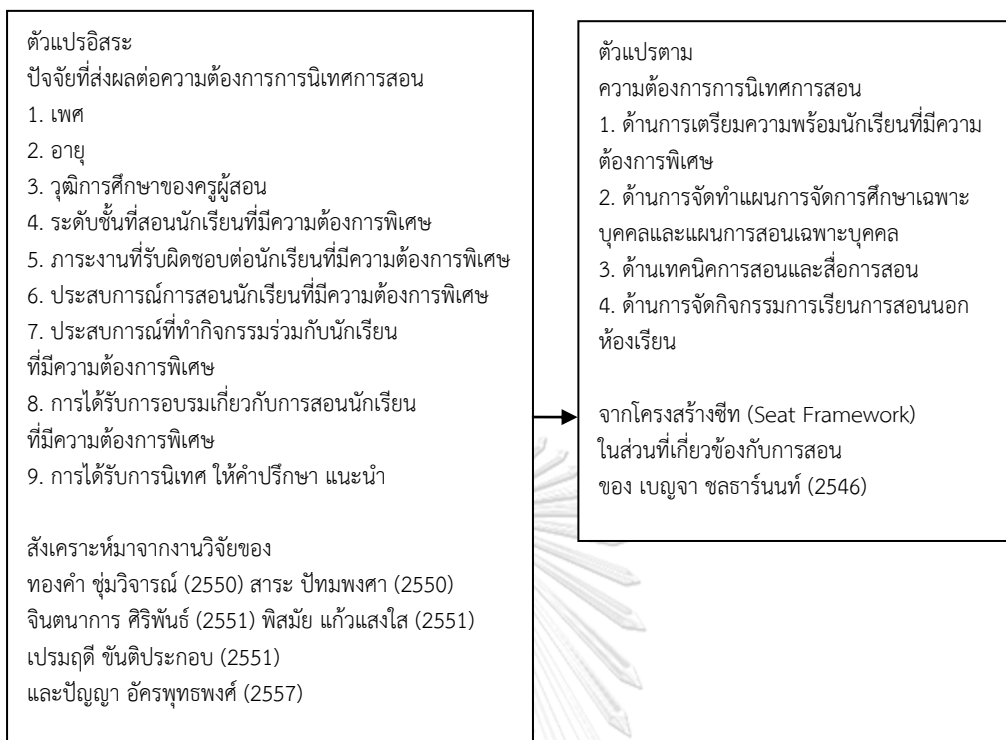 ตัวแปรอิสระ
ปัจจัยที่ส่งผลต่อความต้องการการนิเทศการสอน
1. เพศ
2. อายุ
3. วุฒิการศึกษาของครูผู้สอน
4. ระดับชั้นที่สอนนักเรียนที่มีความต้องการพิเศษ
5. ภาระงานที่รับผิดชอบต่อนักเรียนที่มีความต้องการพิเศษ
6. ประสบการณ์การสอนนักเรียนที่มีความต้องการพิเศษ
7. ประสบการณ์ที่ทำกิจกรรมร่วมกับนักเรียน
ที่มีความต้องการพิเศษ
8. การได้รับการอบรมเกี่ยวกับการสอนนักเรียน
ที่มีความต้องการพิเศษ
9. การได้รับการนิเทศ ให้คำปรึกษา แนะนำ
สังเคราะห์มาจากงานวิจัยของ
ทองคำ ชุ่มวิจารณ์ (2550) สาระ ปัทมพงศา (2550)
จินตนาการ ศิริพันธ์ (2551) พิสมัย แก้วแสงใส (2551)
เปรมฤดี ขันติประกอบ (2551)
และปัญญา อัครพุทธพงศ์ (2557)
ตัวแปรตาม
ความต้องการการนิเทศการสอน
1. ด้านการเตรียมความพร้อมนักเรียนที่มีความ
ต้องการพิเศษ
2. ด้านการจัดทำแผนการจัดการศึกษาเฉพาะ
บุคคลและแผนการสอนเฉพาะบุคคล
3. ด้านเทคนิคการสอนและสื่อการสอน
4. ด้านการจัดกิจกรรมการเรียนการสอนนอก
ห้องเรียน
จากโครงสร้างซีท (Seat Framework)
ในส่วนที่เกี่ยวข้องกับการสอน
ของ เบญจา ชลธาร์นนท์ (2546)